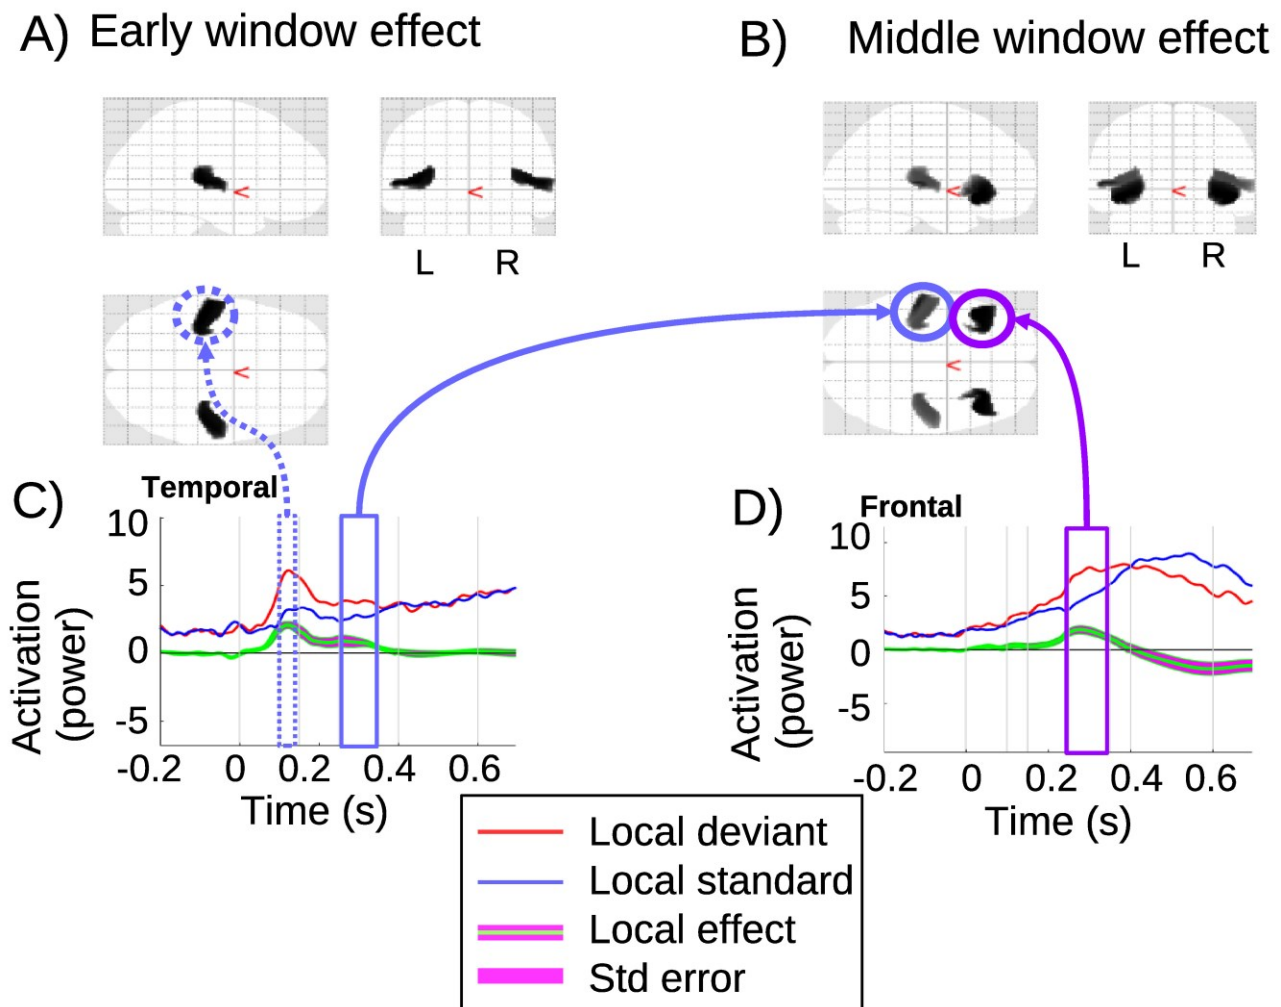 A) Early window effect
B) Middle window effect
<
<
<
<
L R
L R
<
<
C) Temporal
10
5
0
-5
Activation
(power)
-0.2 0 0.2 0.4 0.6
Time (s)
D) Frontal
10
5
0
-5
Activation
(power)
-0.2 0 0.2 0.4 0.6
Time (s)
Local deviant
Local standard
Local effect
Std error